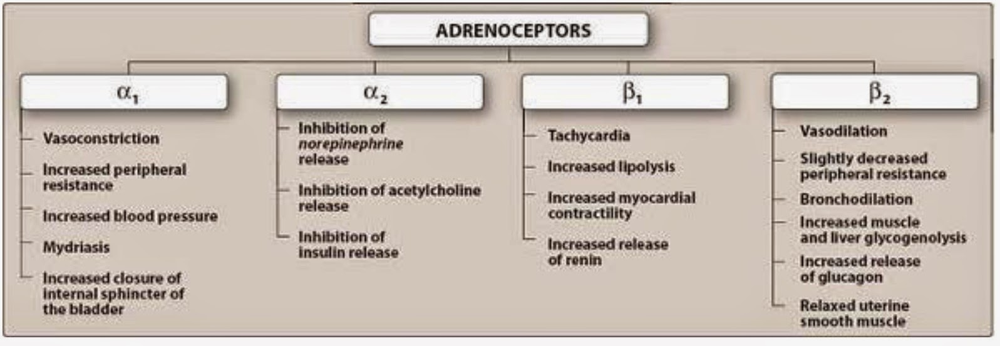 ADRENOCEPTORS
α1
Vasoconstriction
Increased peripheral
resistance
Increased blood pressure
Mydriasis
Increased closure of
internal sphincter of
the bladder
α2
Inhibition of
norepinephrine
release
Inhibition of acetylcholine
release
Inhibition of
insulin release
β1
Tachycardia
Increased lipolysis
Increased myocardial
contractility
Increased release
of renin
β2
Vasodilation
Slightly decreased
peripheral resistance
Bronchodilation
Increased muscle
and liver glycogenolysis
Increased release
of glucagon
Relaxed uterine
smooth muscle